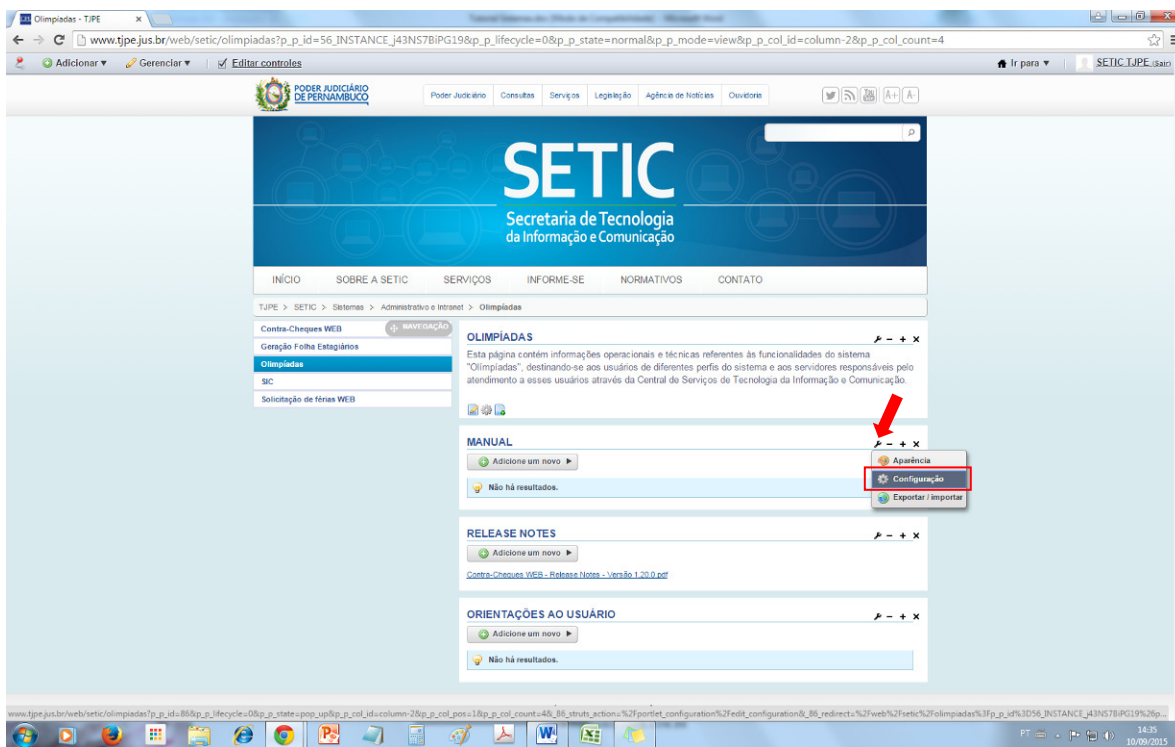 Olimpíadas - TJPE
www.tjpe.jus.br/web/setic/olimpiadas?p_p_id=56_INSTANCE_j43NS7BiPG19&p_p_lifecycle=0&p_p_state=normal&p_p_mode=view&p_p_col_id=column-2&p_p_col_count=4
Adicionar Gerenciar Editar controles Ir para SETIC TJPE (Sair)
PODER JUDICIÁRIO
DE PERNAMBUCO
Poder Judiciário Consultas Serviços Legislação Agência de Notícias Ouvidoria A+ A-
SETIC
Secretaria de Tecnologia
da Informação e Comunicação
INÍCIO SOBRE A SETIC SERVIÇOS INFORME-SE NORMATIVOS CONTATO
TJPE > SETIC > Sistemas > Administrativo e Intranet > Olimpíadas
NAVEGAÇÃO
Contra-Cheques WEB
Geração Folha Estagiários
Olimpíadas
SIC
Solicitação de férias WEB
OLIMPÍADAS
Esta página contém informações operacionais e técnicas referentes às funcionalidades do sistema
"Olimpíadas", destinando-se aos usuários de diferentes perfis do sistema e aos servidores responsáveis pelo
atendimento a esses usuários através da Central de Serviços de Tecnologia da Informação e Comunicação.
MANUAL
Adicione um novo
Não há resultados.
Aparência
Configuração
Exportar / importar
RELEASE NOTES
Adicione um novo
Contra-Cheques WEB - Release Notes - Versão 1.20.0.pdf
ORIENTAÇÕES AO USUÁRIO
Adicione um novo
Não há resultados.
PT 14:35
10/09/2015